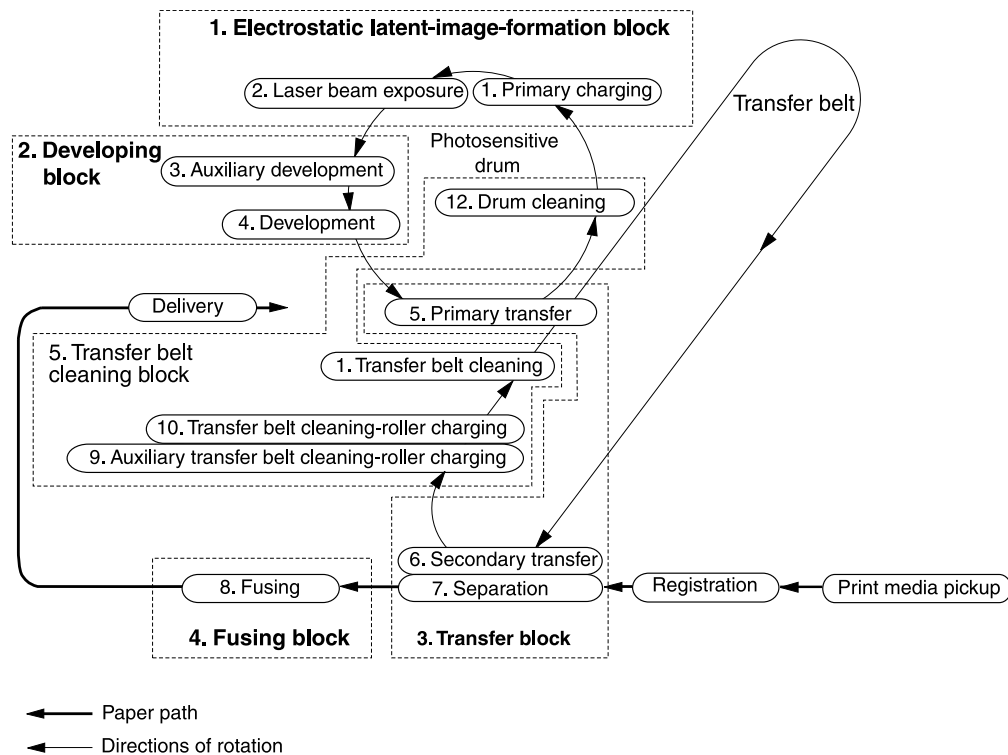 1. Electrostatic latent-image-formation block
2. Laser beam exposure
1. Primary charging
Transfer belt
2. Developing
block
Photosensitive
drum
3. Auxiliary development
12. Drum cleaning
4. Development
Delivery
5. Primary transfer
5. Transfer belt
cleaning block
1. Transfer belt cleaning
10. Transfer belt cleaning-roller charging
9. Auxiliary transfer belt cleaning-roller charging
6. Secondary transfer
7. Separation
8. Fusing
Registration
Print media pickup
4. Fusing block
3. Transfer block
Paper path
Directions of rotation